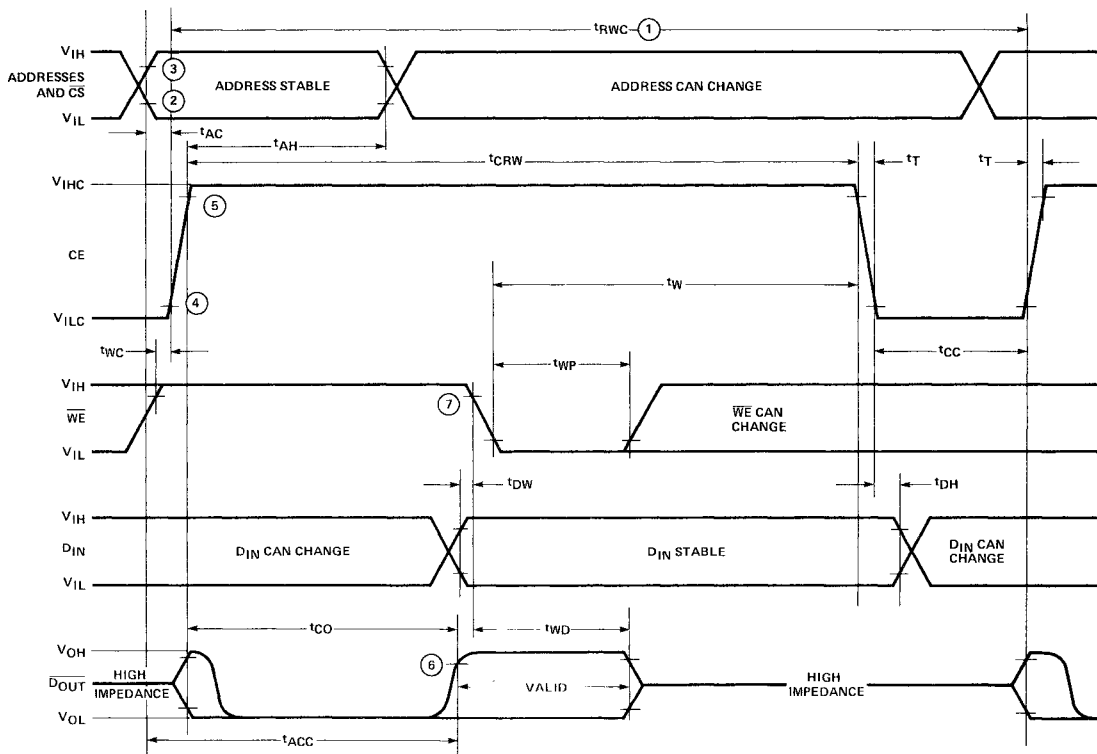 tRWC ①
VIH
ADDRESSES AND CS
VIL
③
②
ADDRESS STABLE
ADDRESS CAN CHANGE
tAC
tAH
tCRW
tT
tT
VIHC
CE
VILC
⑤
④
tW
tWC
tWP
tCC
VIH
WE
VIL
⑦
WE CAN CHANGE
tDW
tDH
VIH
DIN
VIL
DIN CAN CHANGE
DIN STABLE
DIN CAN CHANGE
tCO
tWD
VOH
DOUT
VOL
HIGH IMPEDANCE
⑥
VALID
HIGH IMPEDANCE
tACC